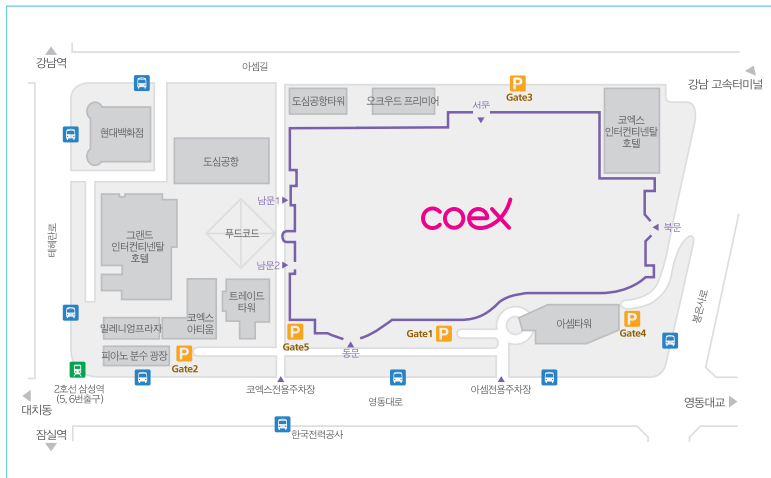 강남역
아셈길
강남 고속터미널
도심공항타워
오크우드 프리미어
P
Gate3
서문
코엑스
인터컨티넨탈
호텔
현대백화점
도심공항
coex
남문1
북문
푸드코드
그랜드
인터컨티넨탈
호텔
테헤란로
남문2
트레이드
타워
코엑스
아티움
봉은사로
밀레니엄프라자
P
Gate5
Gate1
P
아셈타워
P
Gate4
피아노 분수 광장
P
Gate2
동문
2호선 삼성역
(5, 6번출구)
코엑스전용주차장
영동대로
아셈전용주차장
대치동
영동대교
잠실역
한국전력공사